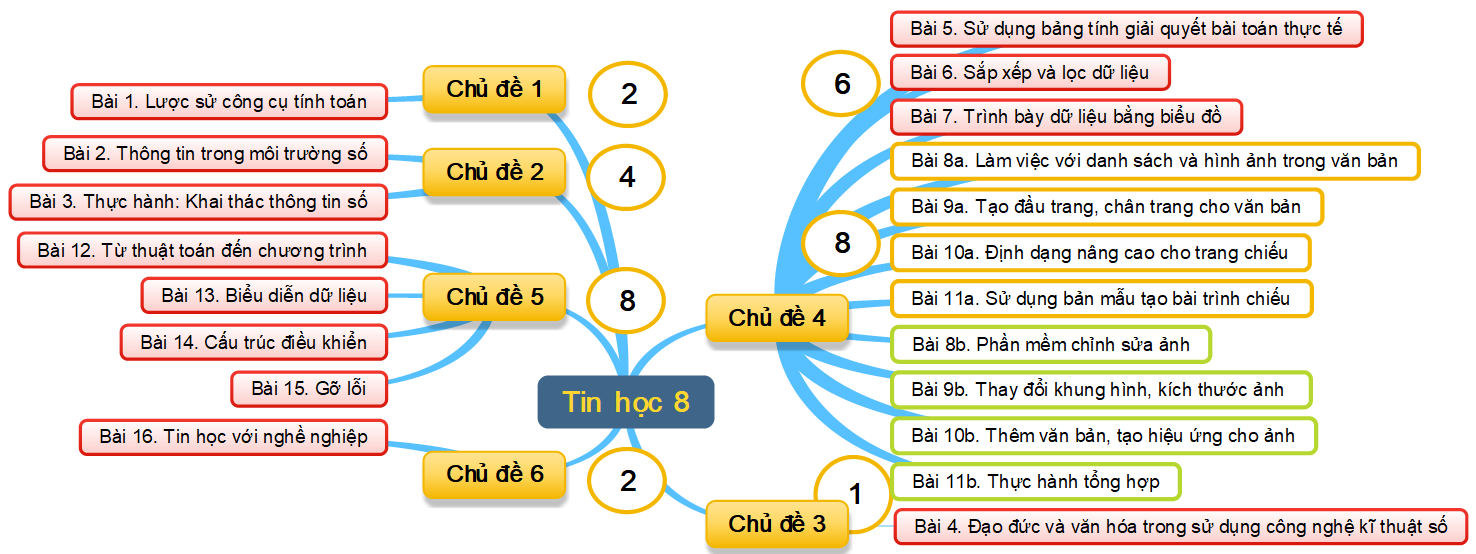 Chủ đề 1
2
Bài 1. Lược sử công cụ tính toán
Chủ đề 2
4
Bài 2. Thông tin trong môi trường số
Bài 3. Thực hành: Khai thác thông tin số
Chủ đề 5
8
Bài 12. Từ thuật toán đến chương trình
Bài 13. Biểu diễn dữ liệu
Bài 14. Cấu trúc điều khiển
Bài 15. Gỡ lỗi
Tin học 8
Bài 16. Tin học với nghề nghiệp
Chủ đề 6
2
6
Bài 5. Sử dụng bảng tính giải quyết bài toán thực tế
Bài 6. Sắp xếp và lọc dữ liệu
Bài 7. Trình bày dữ liệu bằng biểu đồ
8
Bài 8a. Làm việc với danh sách và hình ảnh trong văn bản
Bài 9a. Tạo đầu trang, chân trang cho văn bản
Bài 10a. Định dạng nâng cao cho trang chiếu
Bài 11a. Sử dụng bản mẫu tạo bài trình chiếu
Chủ đề 4
Bài 8b. Phần mềm chỉnh sửa ảnh
Bài 9b. Thay đổi khung hình, kích thước ảnh
Bài 10b. Thêm văn bản, tạo hiệu ứng cho ảnh
Bài 11b. Thực hành tổng hợp
Chủ đề 3
1
Bài 4. Đạo đức và văn hóa trong sử dụng công nghệ kĩ thuật số